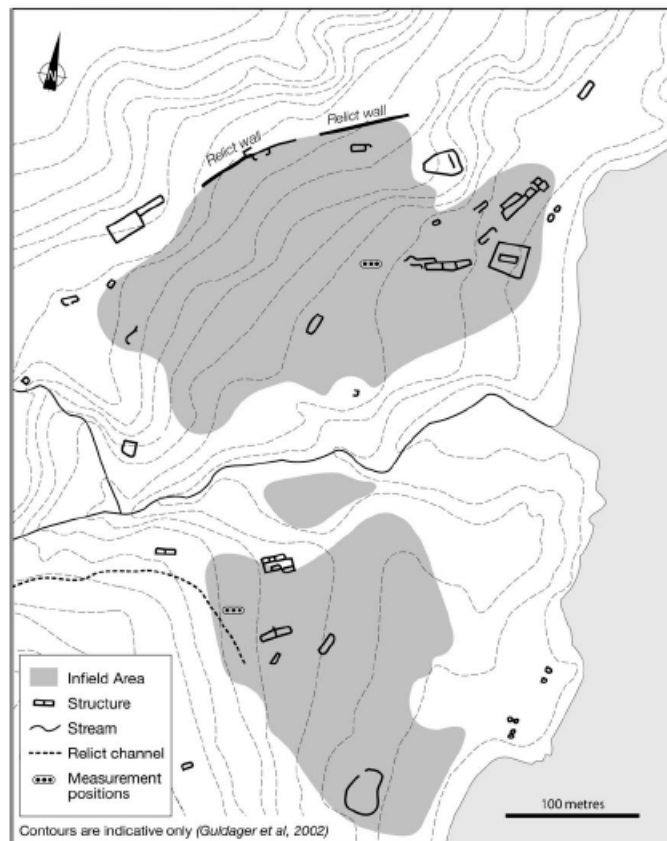 N
Relict wall
Relict wall
Infield Area
Structure
Stream
Relict channel
Measurement
positions
100 metres
Contours are indicative only (Guldager et al, 2002)